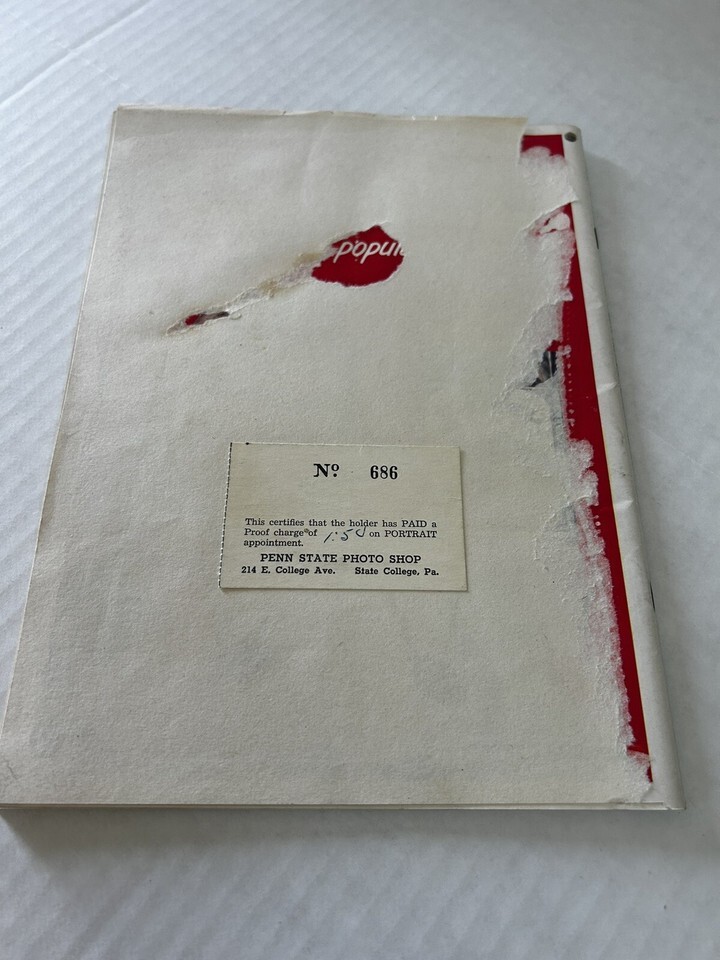 popul
No 686
This certifies that the holder has PAID a
Proof charge of 1.50 on PORTRAIT
appointment.
PENN STATE PHOTO SHOP
214 E. College Ave. State College, Pa.